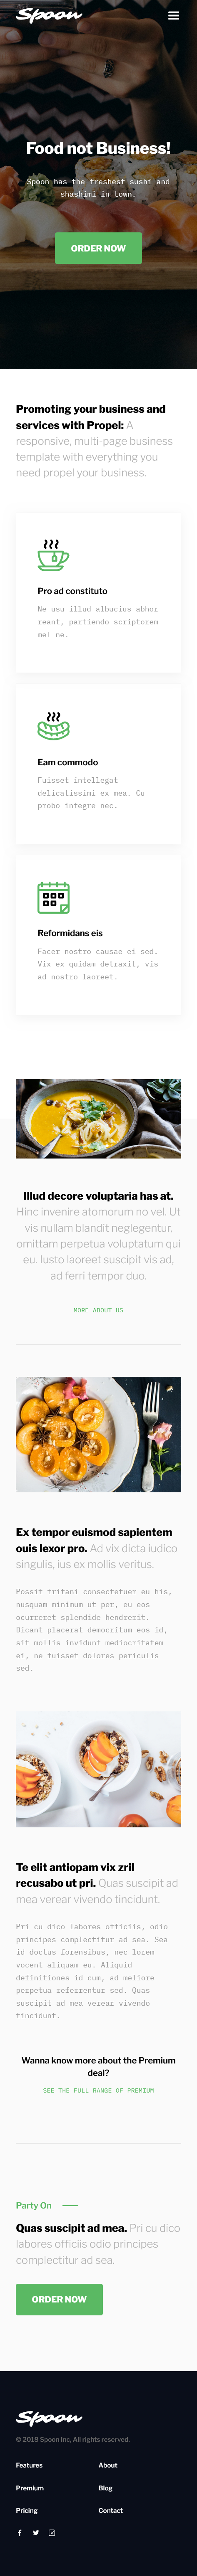 Spoon
Food not Business!
Spoon has the freshest sushi and
shashimi in town.
ORDER NOW
Promoting your business and
services with Propel: A
responsive, multi-page business
template with everything you
need propel your business.
Pro ad constituto
Ne usu illud albucius abhor
reant, partiendo scriptorem
mel ne.
Eam commodo
Fuisset intellegat
delicatissimi ex mea. Cu
probo integre nec.
Reformidans eis
Facer nostro causae ei sed.
Vix ex quidam detraxit, vis
ad nostro laoreet.
Illud decore voluptaria has at.
Hinc invenire atomorum no vel. Ut
vis nullam blandit neglegentur,
omittam perpetua voluptatum qui
eu. Iusto laoreet suscipit vis ad,
ad ferri tempor duo.
MORE ABOUT US
Ex tempor euismod sapientem
quis lexor pro. Ad vix dicta iudico
singulis, ius ex mollis veritus.
Possit tritani consectetuer eu his,
nusquam minimum ut per, eu eos
ocurreret splendide hendrerit.
Dicant placerat democritum eos id,
sit mollis invidunt mediocritatem
ei, ne fuisset dolores periculis
sed.
Te elit antiopam vix zril
recusabo ut pri. Quas suscipit ad
mea verear vivendo tincidunt.
Pri cu dico labores officiis, odio
principes complectitur ad sea. Sea
id doctus forensibus, nec lorem
vocent aliquam eu. Aliquid
definitiones id cum, ad meliore
perpetua referrentur sed. Quas
suscipit ad mea verear vivendo
tincidunt.
Wanna know more about the Premium
deal?
SEE THE FULL RANGE OF PREMIUM
Party On
Quas suscipit ad mea. Pri cu dico
labores officiis odio principes
complectitur ad sea.
ORDER NOW
Spoon
© 2018 Spoon Inc, All rights reserved.
Features About
Premium Blog
Pricing Contact